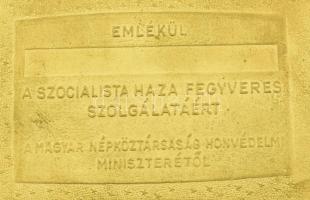 EMLÉKÜL
A SZOCIALISTA HAZA FEGYVERES
SZOLGÁLATÁÉRT
A MAGYAR NÉPKÖZTÁRSASÁG HONVÉDELMI
MINISZTERÉTŐL